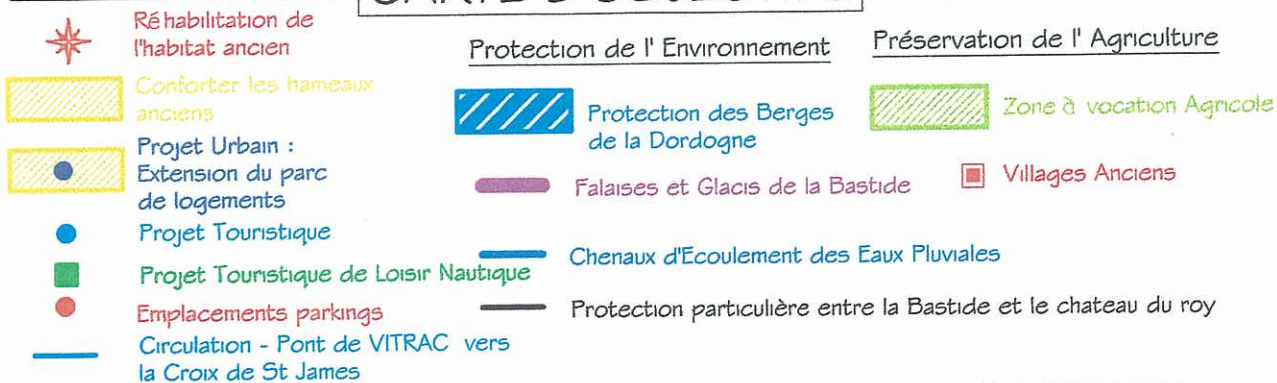 Réhabilitation de
l'habitat ancien
Conforter les hameaux
anciens
Projet Urbain :
Extension du parc
de logements
Projet Touristique
Projet Touristique de Loisir Nautique
Emplacements parkings
Circulation - Pont de VITRAC vers
la Croix de St James
Protection de l' Environnement
Protection des Berges
de la Dordogne
Falaises et Glacis de la Bastide
Chenaux d'Ecoulement des Eaux Pluviales
Protection particulière entre la Bastide et le chateau du roy
Préservation de l' Agriculture
Zone à vocation Agricole
Villages Anciens